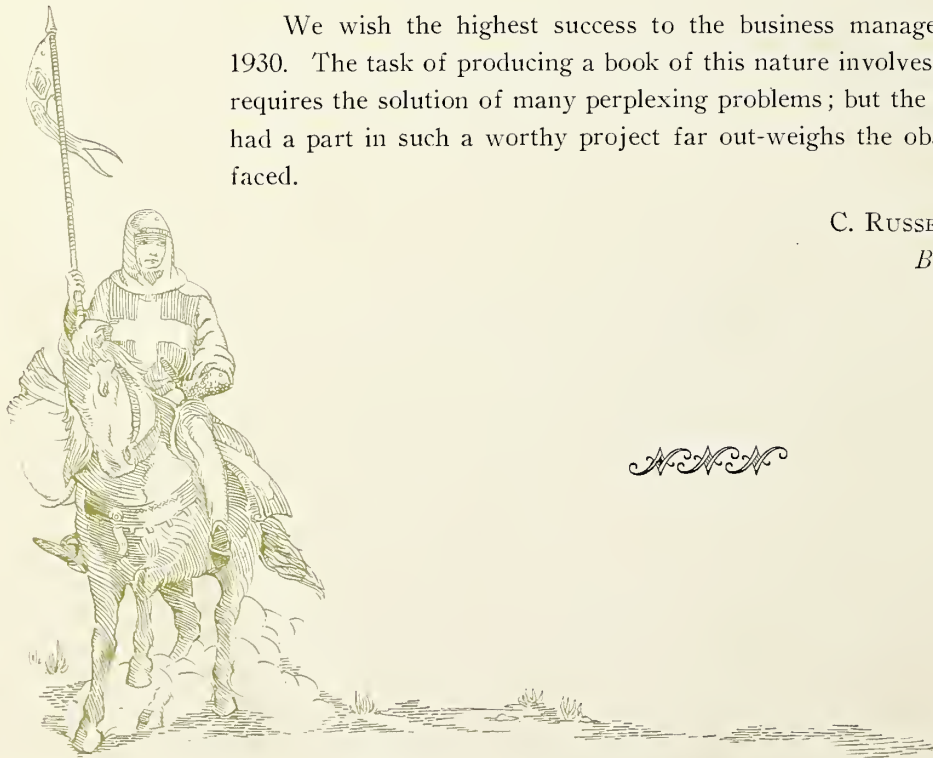 We wish the highest success to the business manage
1930. The task of producing a book of this nature involves
requires the solution of many perplexing problems; but the
had a part in such a worthy project far out-weighs the ob
faced.
C. RUSSE
B